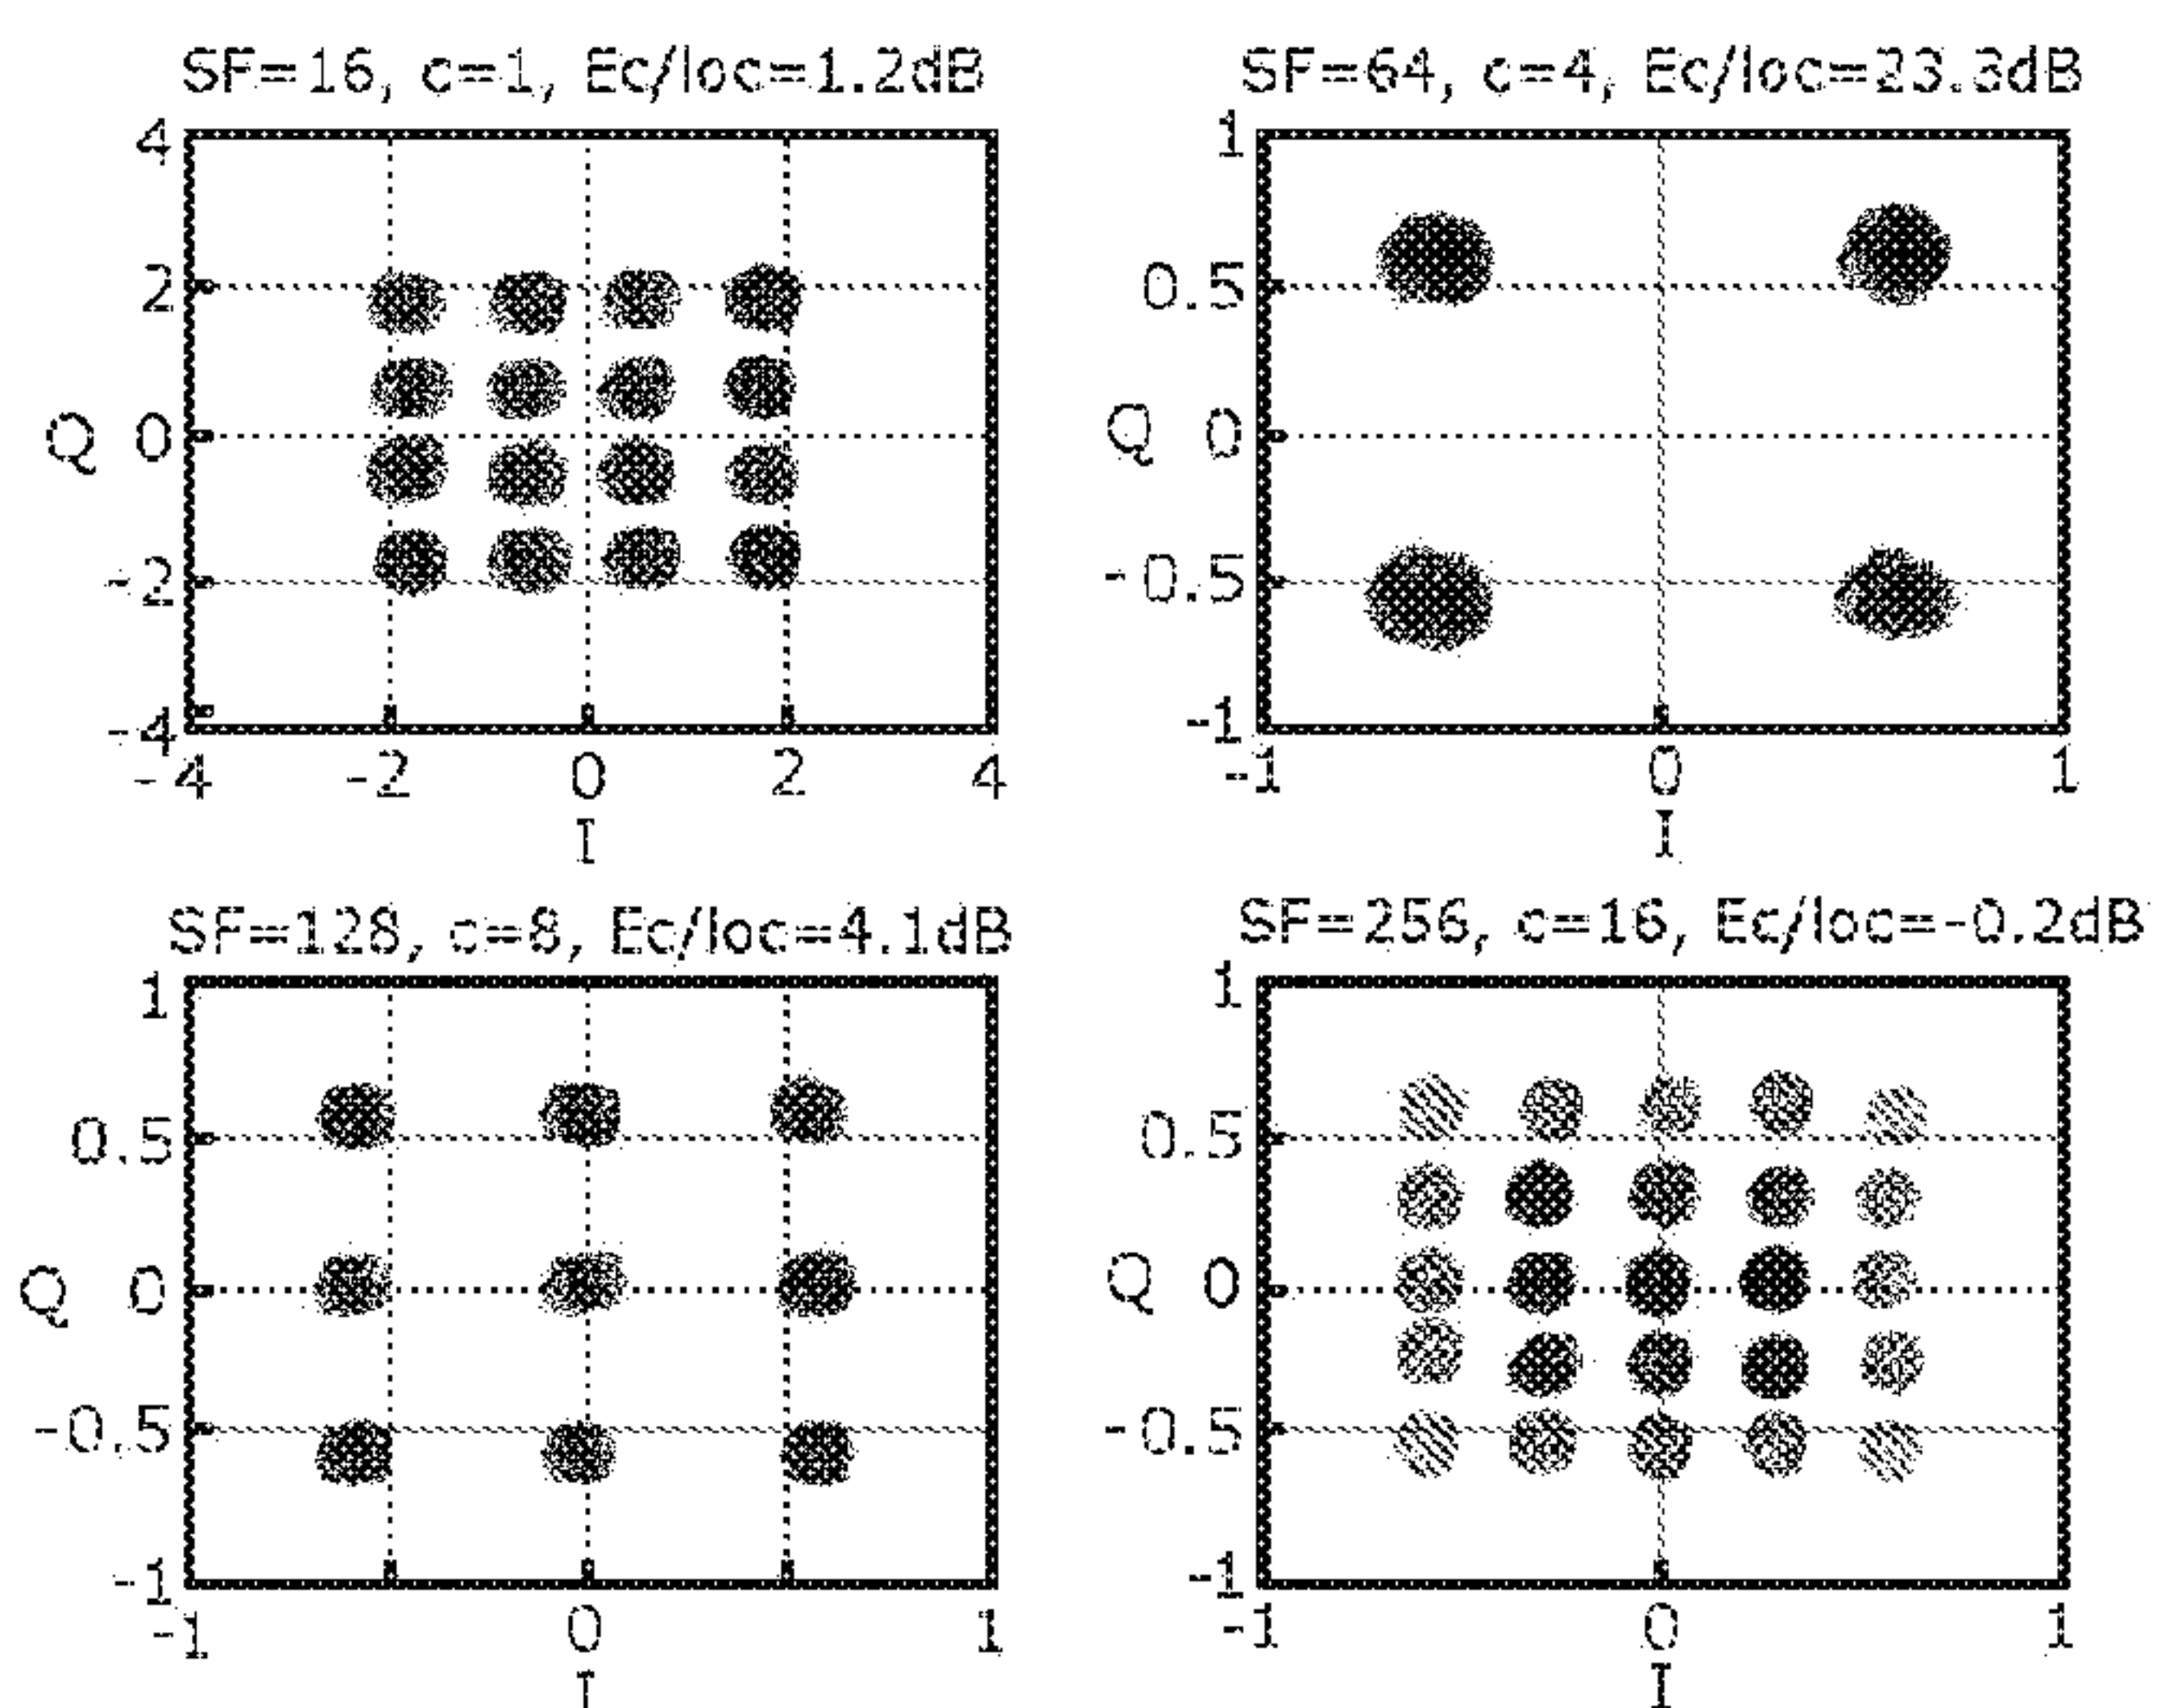 SF=16, c=1, Ec/Ioc=1.2dB
4
2
Q 0
-2
-4
-4 -2 0 2 4
I
SF=64, c=4, Ec/Ioc=23.3dB
1
0.5
Q 0
-0.5
-1
-1 0 1
I
SF=128, c=8, Ec/Ioc=4.1dB
1
0.5
Q 0
-0.5
-1
-1 0 1
I
SF=256, c=16, Ec/Ioc=-0.2dB
1
0.5
Q 0
-0.5
-1
-1 0 1
I